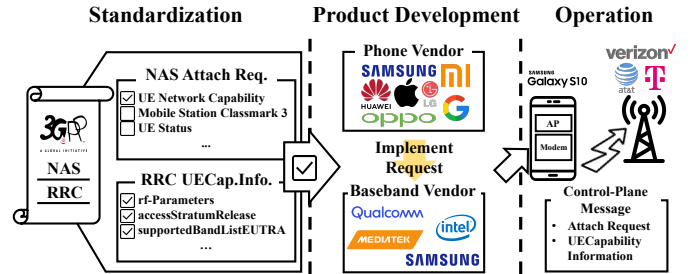 Standardization
3GPP
A GLOBAL INITIATIVE
NAS
RRC
NAS Attach Req.
UE Network Capability
Mobile Station Classmark 3
UE Status
...
RRC UECap.Info.
rf-Parameters
accessStratumRelease
supportedBandListEUTRA
...
Product Development
Phone Vendor
SAMSUNG
mi
HUAWEI
LG
oppo
G
Implement
Request
Baseband Vendor
Qualcomm
intel
MEDIATEK
SAMSUNG
Operation
SAMSUNG
Galaxy S10
verizon
at&t
T
AP
Modem
Control-Plane
Message
• Attach Request
• UECapability
Information